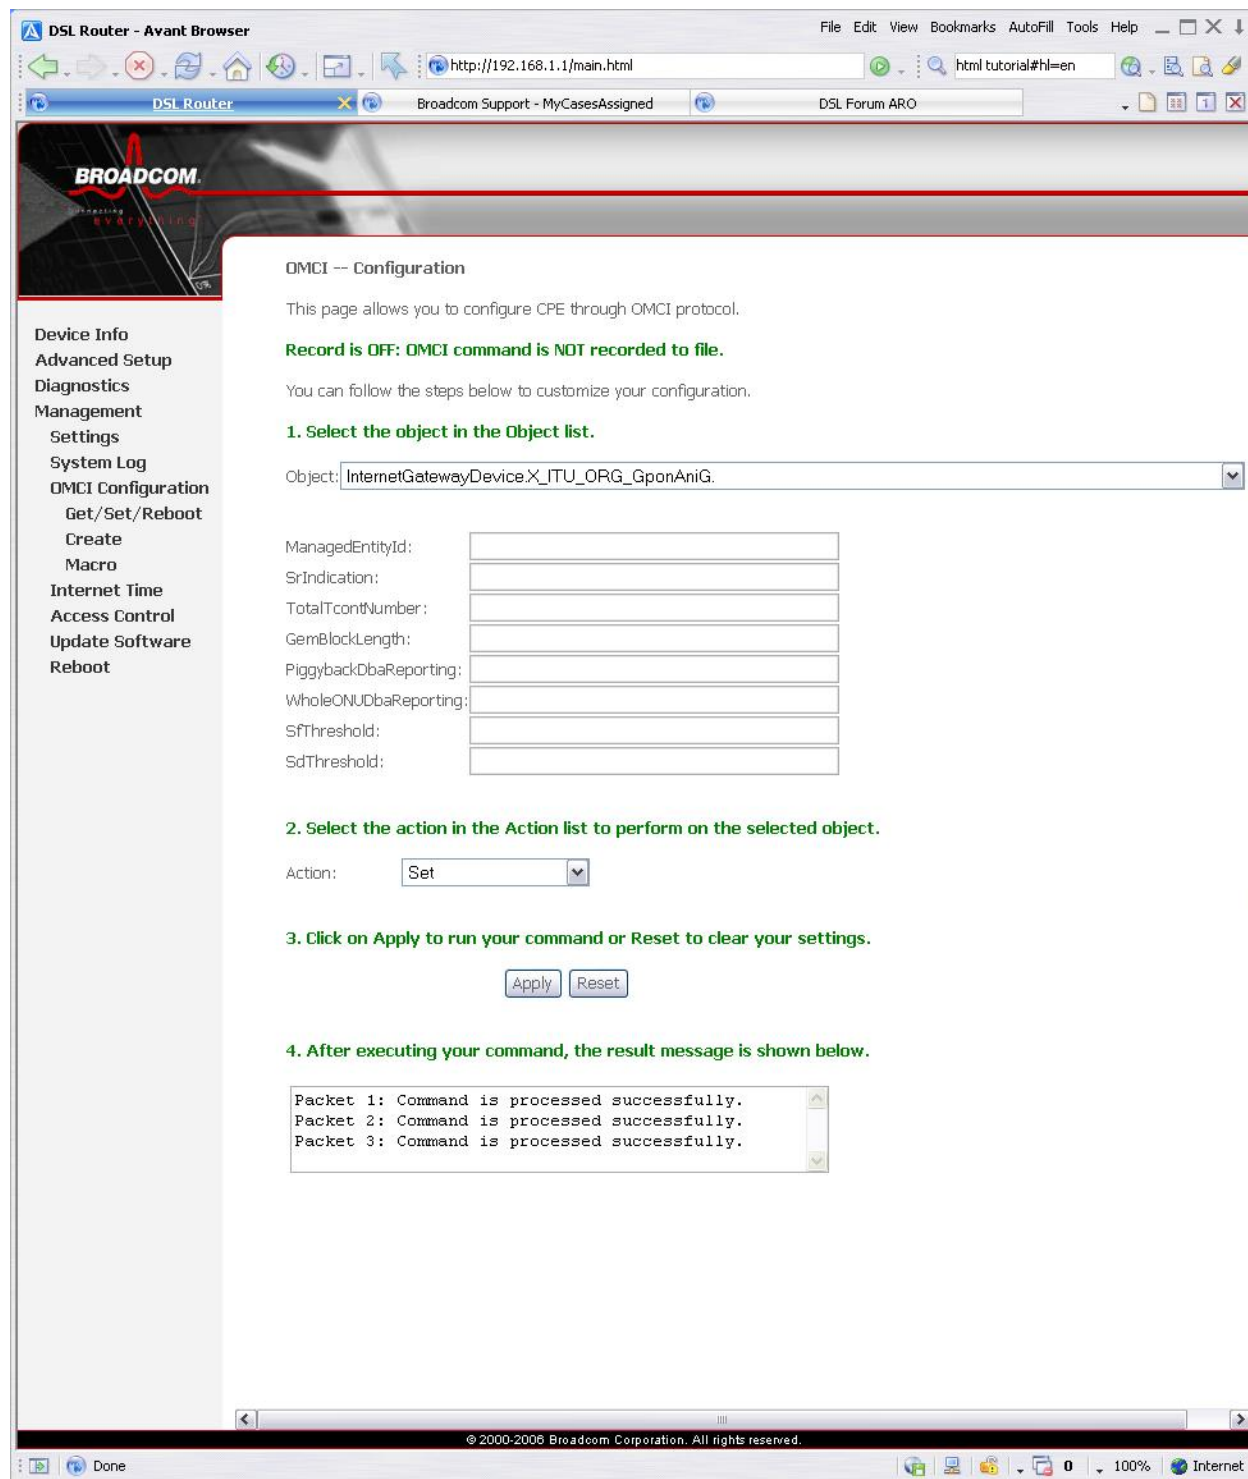 DSL Router - Avant Browser
File Edit View Bookmarks AutoFill Tools Help
http://192.168.1.1/main.html
html tutorial#hl=en
DSL Router
Broadcom Support - MyCasesAssigned
DSL Forum ARO
BROADCOM.
Connecting
everything
OMCI -- Configuration
This page allows you to configure CPE through OMCI protocol.
Record is OFF: OMCI command is NOT recorded to file.
You can follow the steps below to customize your configuration.
1. Select the object in the Object list.
Object: InternetGatewayDevice.X_ITU_ORG_GponAniG.
Device Info
Advanced Setup
Diagnostics
Management
Settings
System Log
OMCI Configuration
Get/Set/Reboot
Create
Macro
Internet Time
Access Control
Update Software
Reboot
ManagedEntityId:
SrIndication:
TotalTcontNumber:
GemBlockLength:
PiggybackDbaReporting:
WholeONUDbaReporting:
SfThreshold:
SdThreshold:
2. Select the action in the Action list to perform on the selected object.
Action: Set
3. Click on Apply to run your command or Reset to clear your settings.
Apply Reset
4. After executing your command, the result message is shown below.
Packet 1: Command is processed successfully.
Packet 2: Command is processed successfully.
Packet 3: Command is processed successfully.
© 2000-2006 Broadcom Corporation. All rights reserved.
Done
0 100% Internet